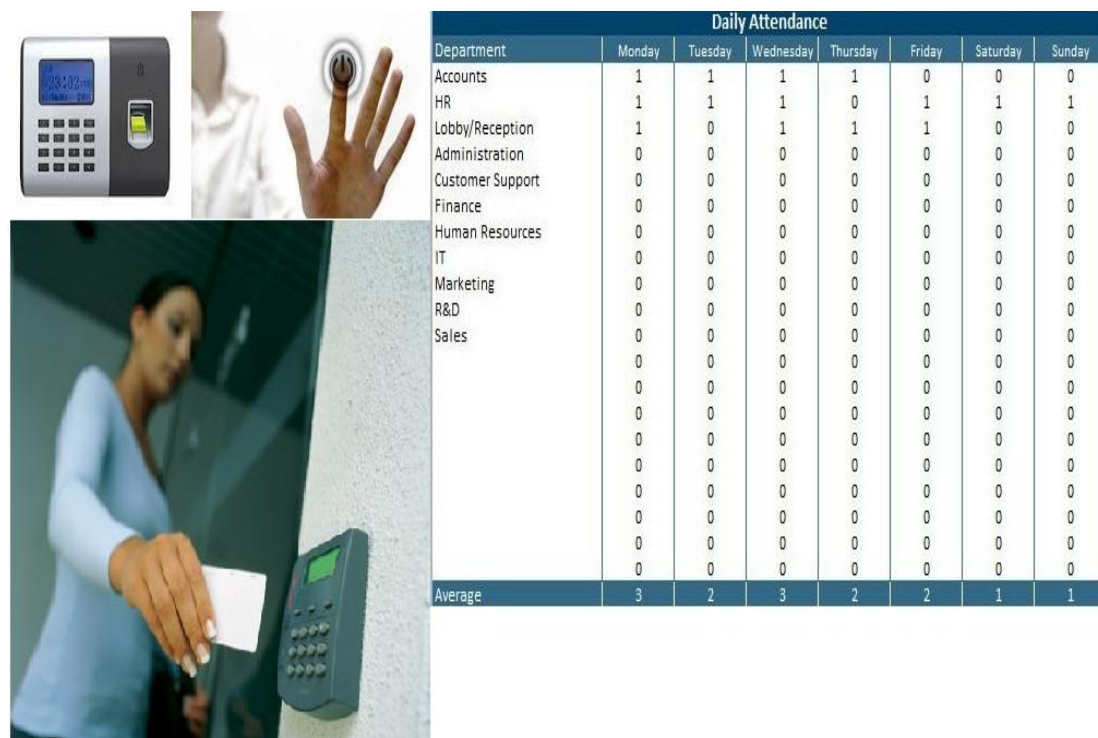 23:02
Daily Attendance
Department Monday Tuesday Wednesday Thursday Friday Saturday Sunday
Accounts 1 1 1 1 0 0 0
HR 1 1 1 0 1 1 1
Lobby/Reception 1 0 1 1 1 0 0
Administration 0 0 0 0 0 0 0
Customer Support 0 0 0 0 0 0 0
Finance 0 0 0 0 0 0 0
Human Resources 0 0 0 0 0 0 0
IT 0 0 0 0 0 0 0
Marketing 0 0 0 0 0 0 0
R&D 0 0 0 0 0 0 0
Sales 0 0 0 0 0 0 0
0 0 0 0 0 0 0
0 0 0 0 0 0 0
0 0 0 0 0 0 0
0 0 0 0 0 0 0
0 0 0 0 0 0 0
0 0 0 0 0 0 0
0 0 0 0 0 0 0
0 0 0 0 0 0 0
0 0 0 0 0 0 0
Average 3 2 3 2 2 1 1